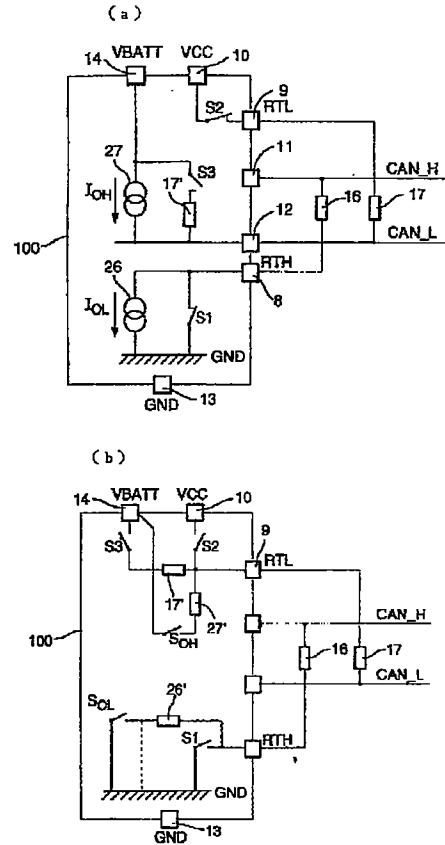 (a)
VBATT VCC
14 10
9
S2 RTL
27 11
S3 CAN_H
17'
IOH 12 16 17
100
CAN_L
26 RTH
8
IOL S1
GND
13
GND
(b)
VBATT VCC
14 10
9
S3 S2
RTL
17'
100 27' CAN_H
SOH 16 17
CAN_L
26'
SOL
S1 RTH
GND
13
GND